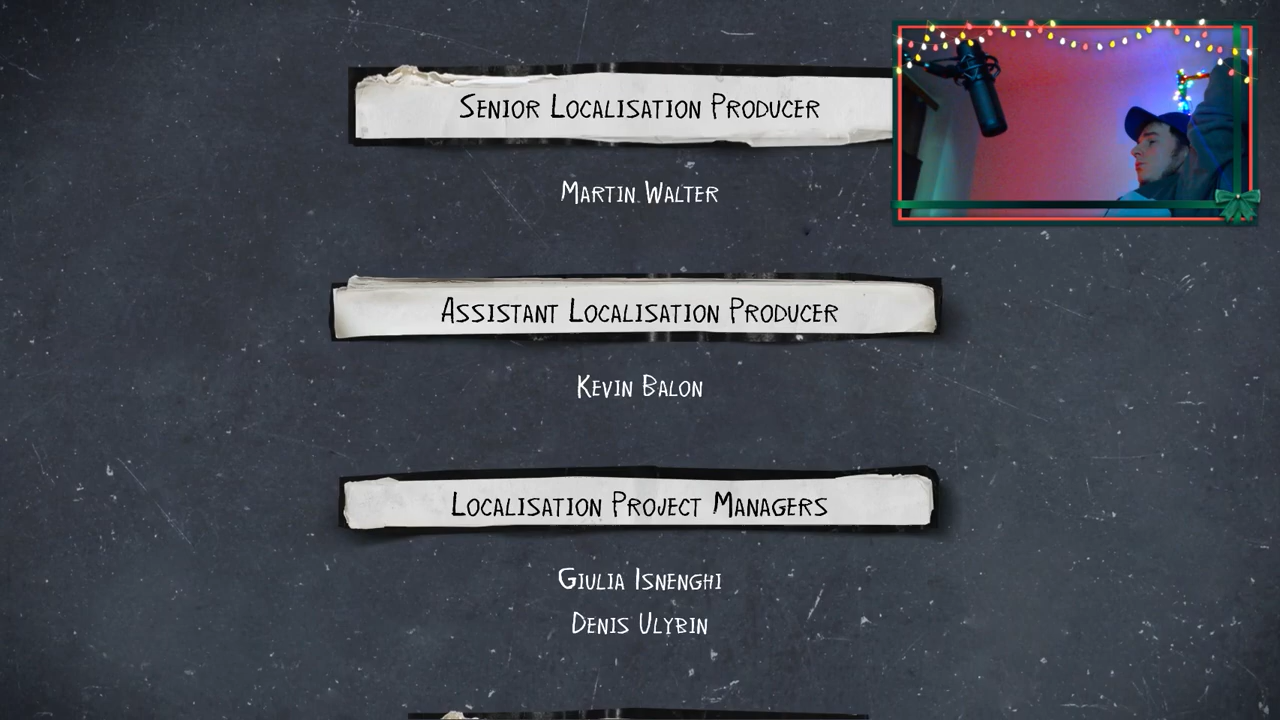 Senior Localisation Producer
Martin Walter
Assistant Localisation Producer
Kevin Balon
Localisation Project Managers
Giulia Isnenghi
Denis Ulybin